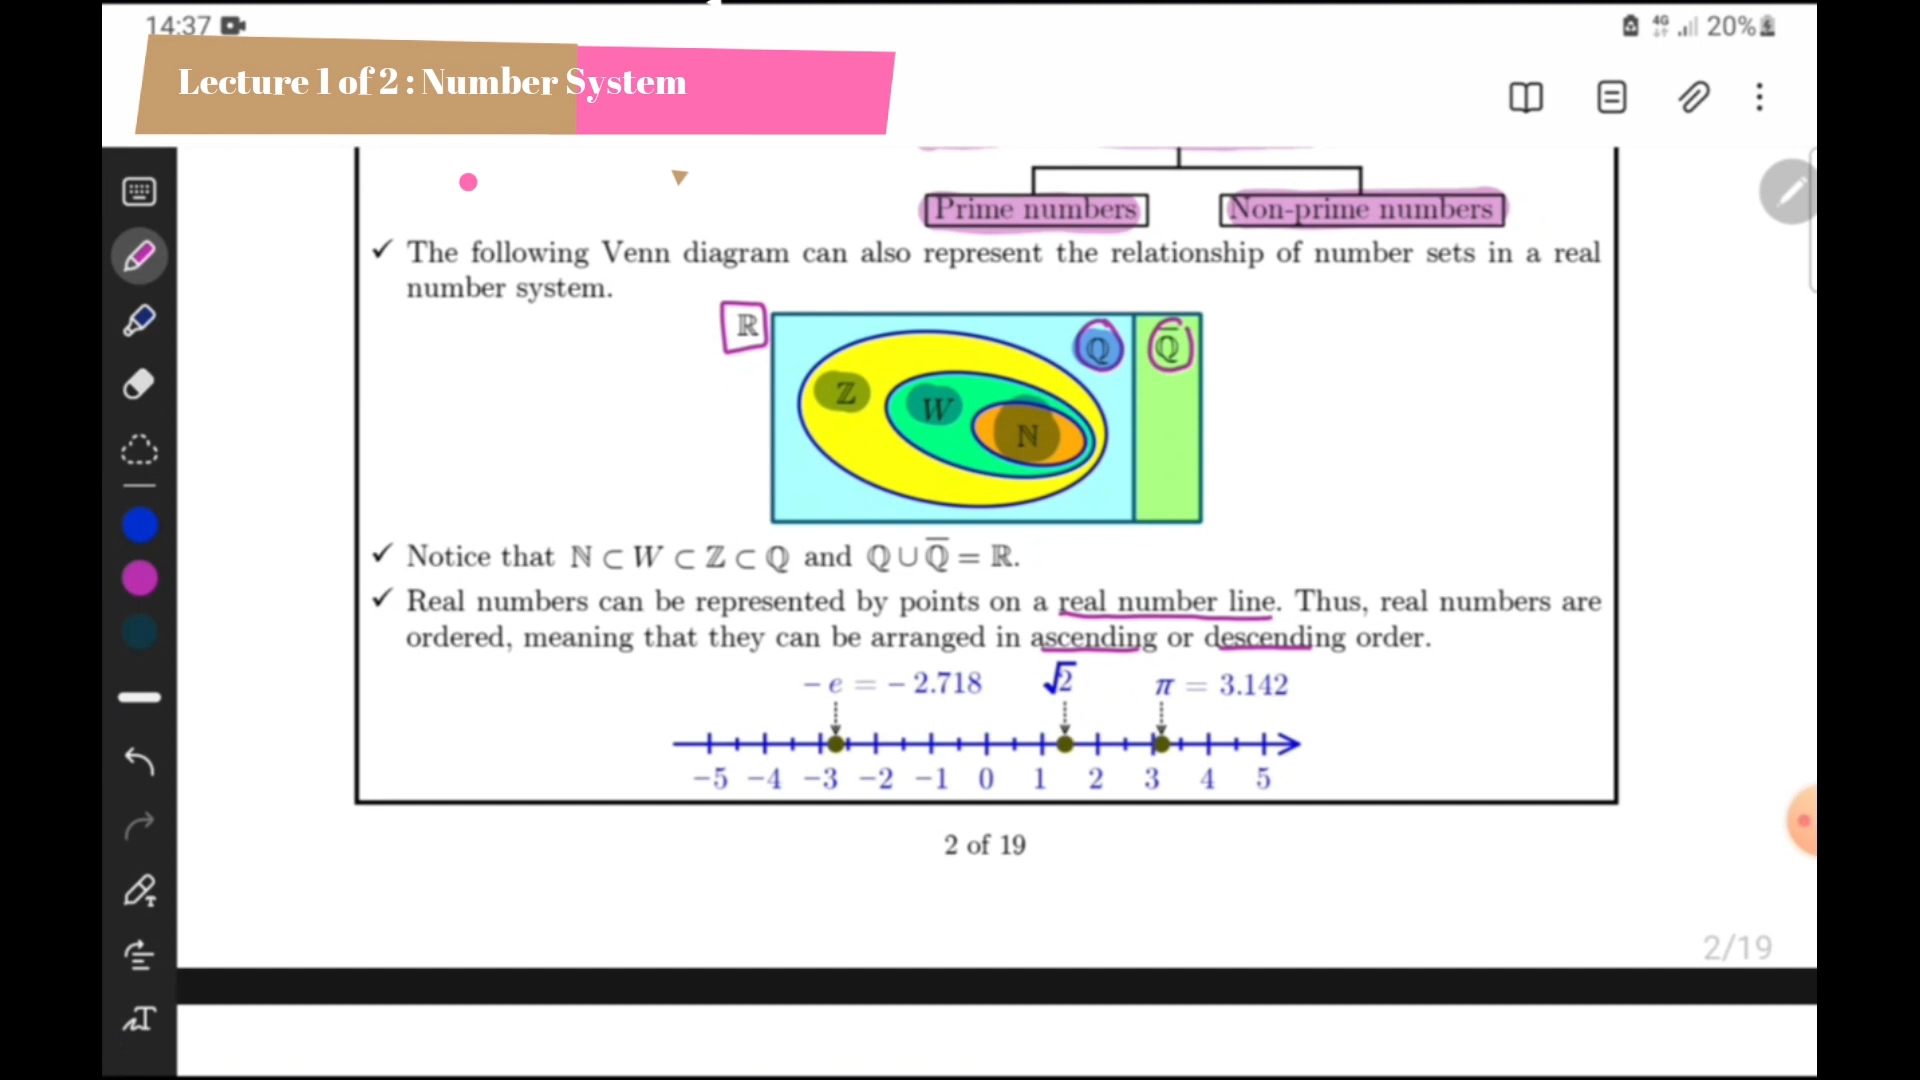 14:37
4G 20%
Lecture 1 of 2 : Number System
Prime numbers Non-prime numbers
✓ The following Venn diagram can also represent the relationship of number sets in a real
number system.
ℝ ℚ ℚ̅
ℤ W ℕ
✓ Notice that ℕ ⊂ W ⊂ ℤ ⊂ ℚ and ℚ ∪ ℚ̅ = ℝ.
✓ Real numbers can be represented by points on a real number line. Thus, real numbers are
ordered, meaning that they can be arranged in ascending or descending order.
− e = − 2.718 √2 π = 3.142
−5 −4 −3 −2 −1 0 1 2 3 4 5
2 of 19
2/19